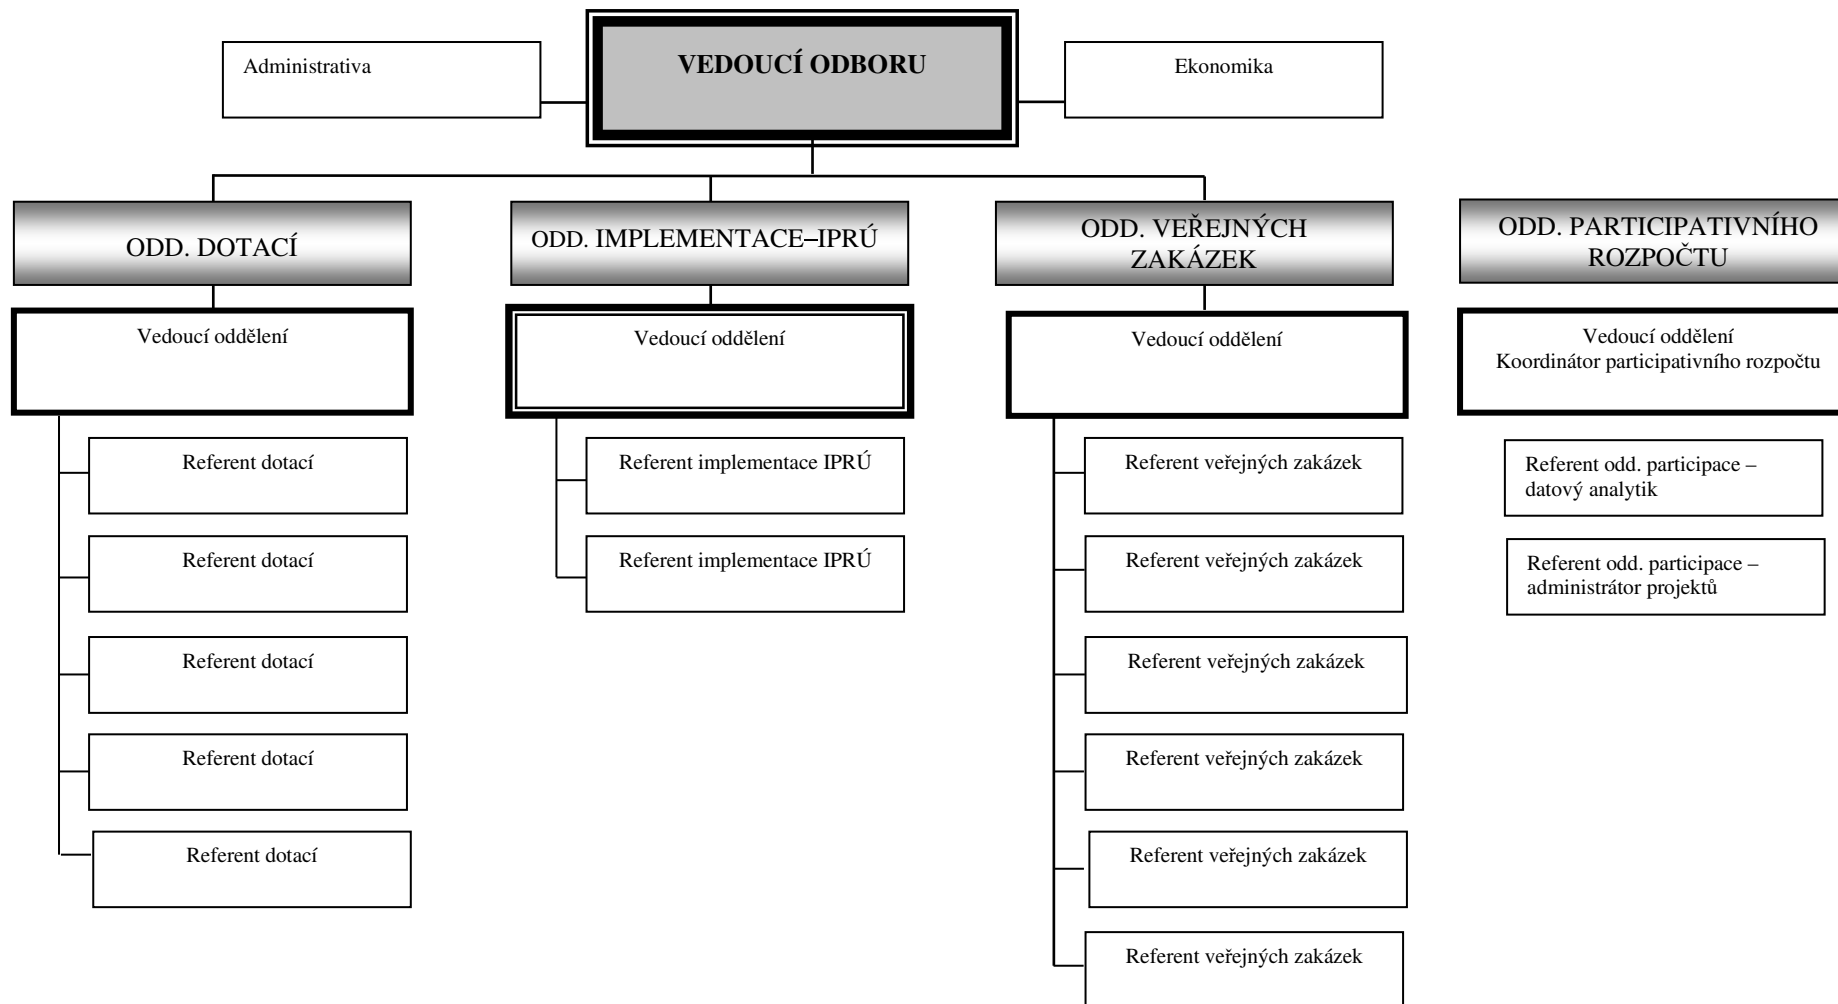 Administrativa
VEDOUCÍ ODBORU
Ekonomika
ODD. DOTACÍ
ODD. IMPLEMENTACE–IPRÚ
ODD. VEŘEJNÝCH
ZAKÁZEK
ODD. PARTICIPATIVNÍHO
ROZPOČTU
Vedoucí oddělení
Vedoucí oddělení
Vedoucí oddělení
Vedoucí oddělení
Koordinátor participativního rozpočtu
Referent dotací
Referent dotací
Referent dotací
Referent dotací
Referent dotací
Referent implementace IPRÚ
Referent implementace IPRÚ
Referent veřejných zakázek
Referent veřejných zakázek
Referent veřejných zakázek
Referent veřejných zakázek
Referent veřejných zakázek
Referent veřejných zakázek
Referent odd. participace –
datový analytik
Referent odd. participace –
administrátor projektů